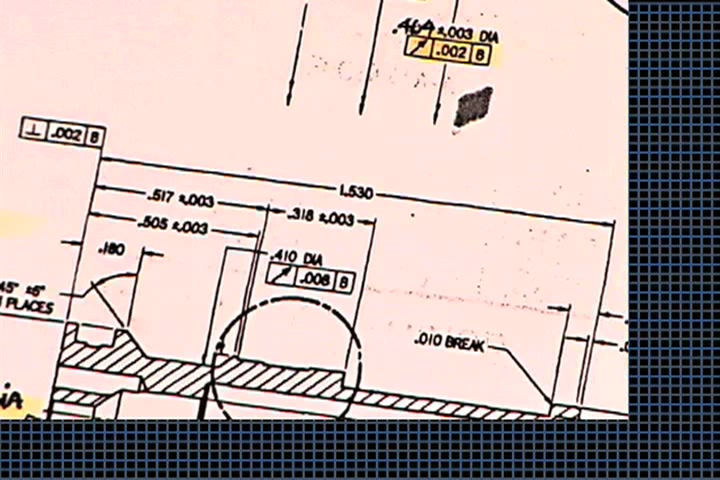 .464 ±.003 DIA
↗ .002 B
⊥ .002 B
1.530
.517 ±.003
.318 ±.003
.505 ±.003
.180
.410 DIA
↗ .008 B
45° ±5°
PLACES
.010 BREAK